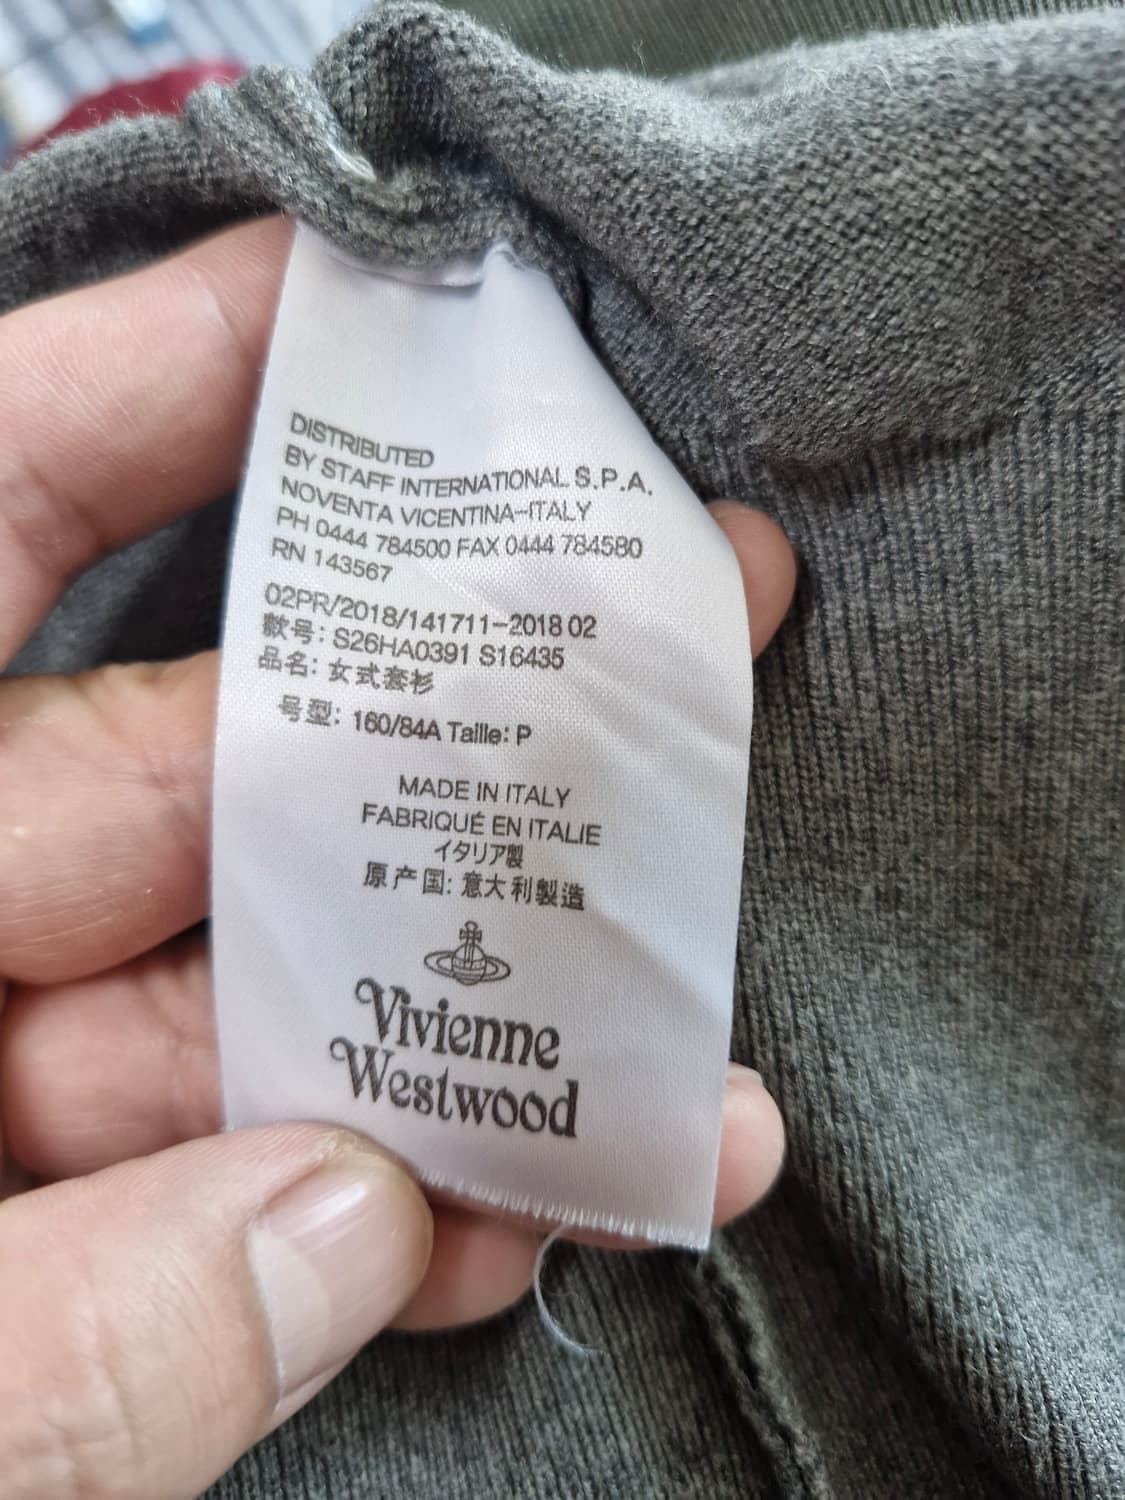 DISTRIBUTED
BY STAFF INTERNATIONAL S.P.A.
NOVENTA VICENTINA-ITALY
PH 0444 784500 FAX 0444 784580
RN 143567
02PR/2018/141711-2018 02
款号: S26HA0391 S16435
品名: 女式套衫
号型: 160/84A Taille: P
MADE IN ITALY
FABRIQUÉ EN ITALIE
イタリア製
原产国: 意大利製造
Vivienne
Westwood